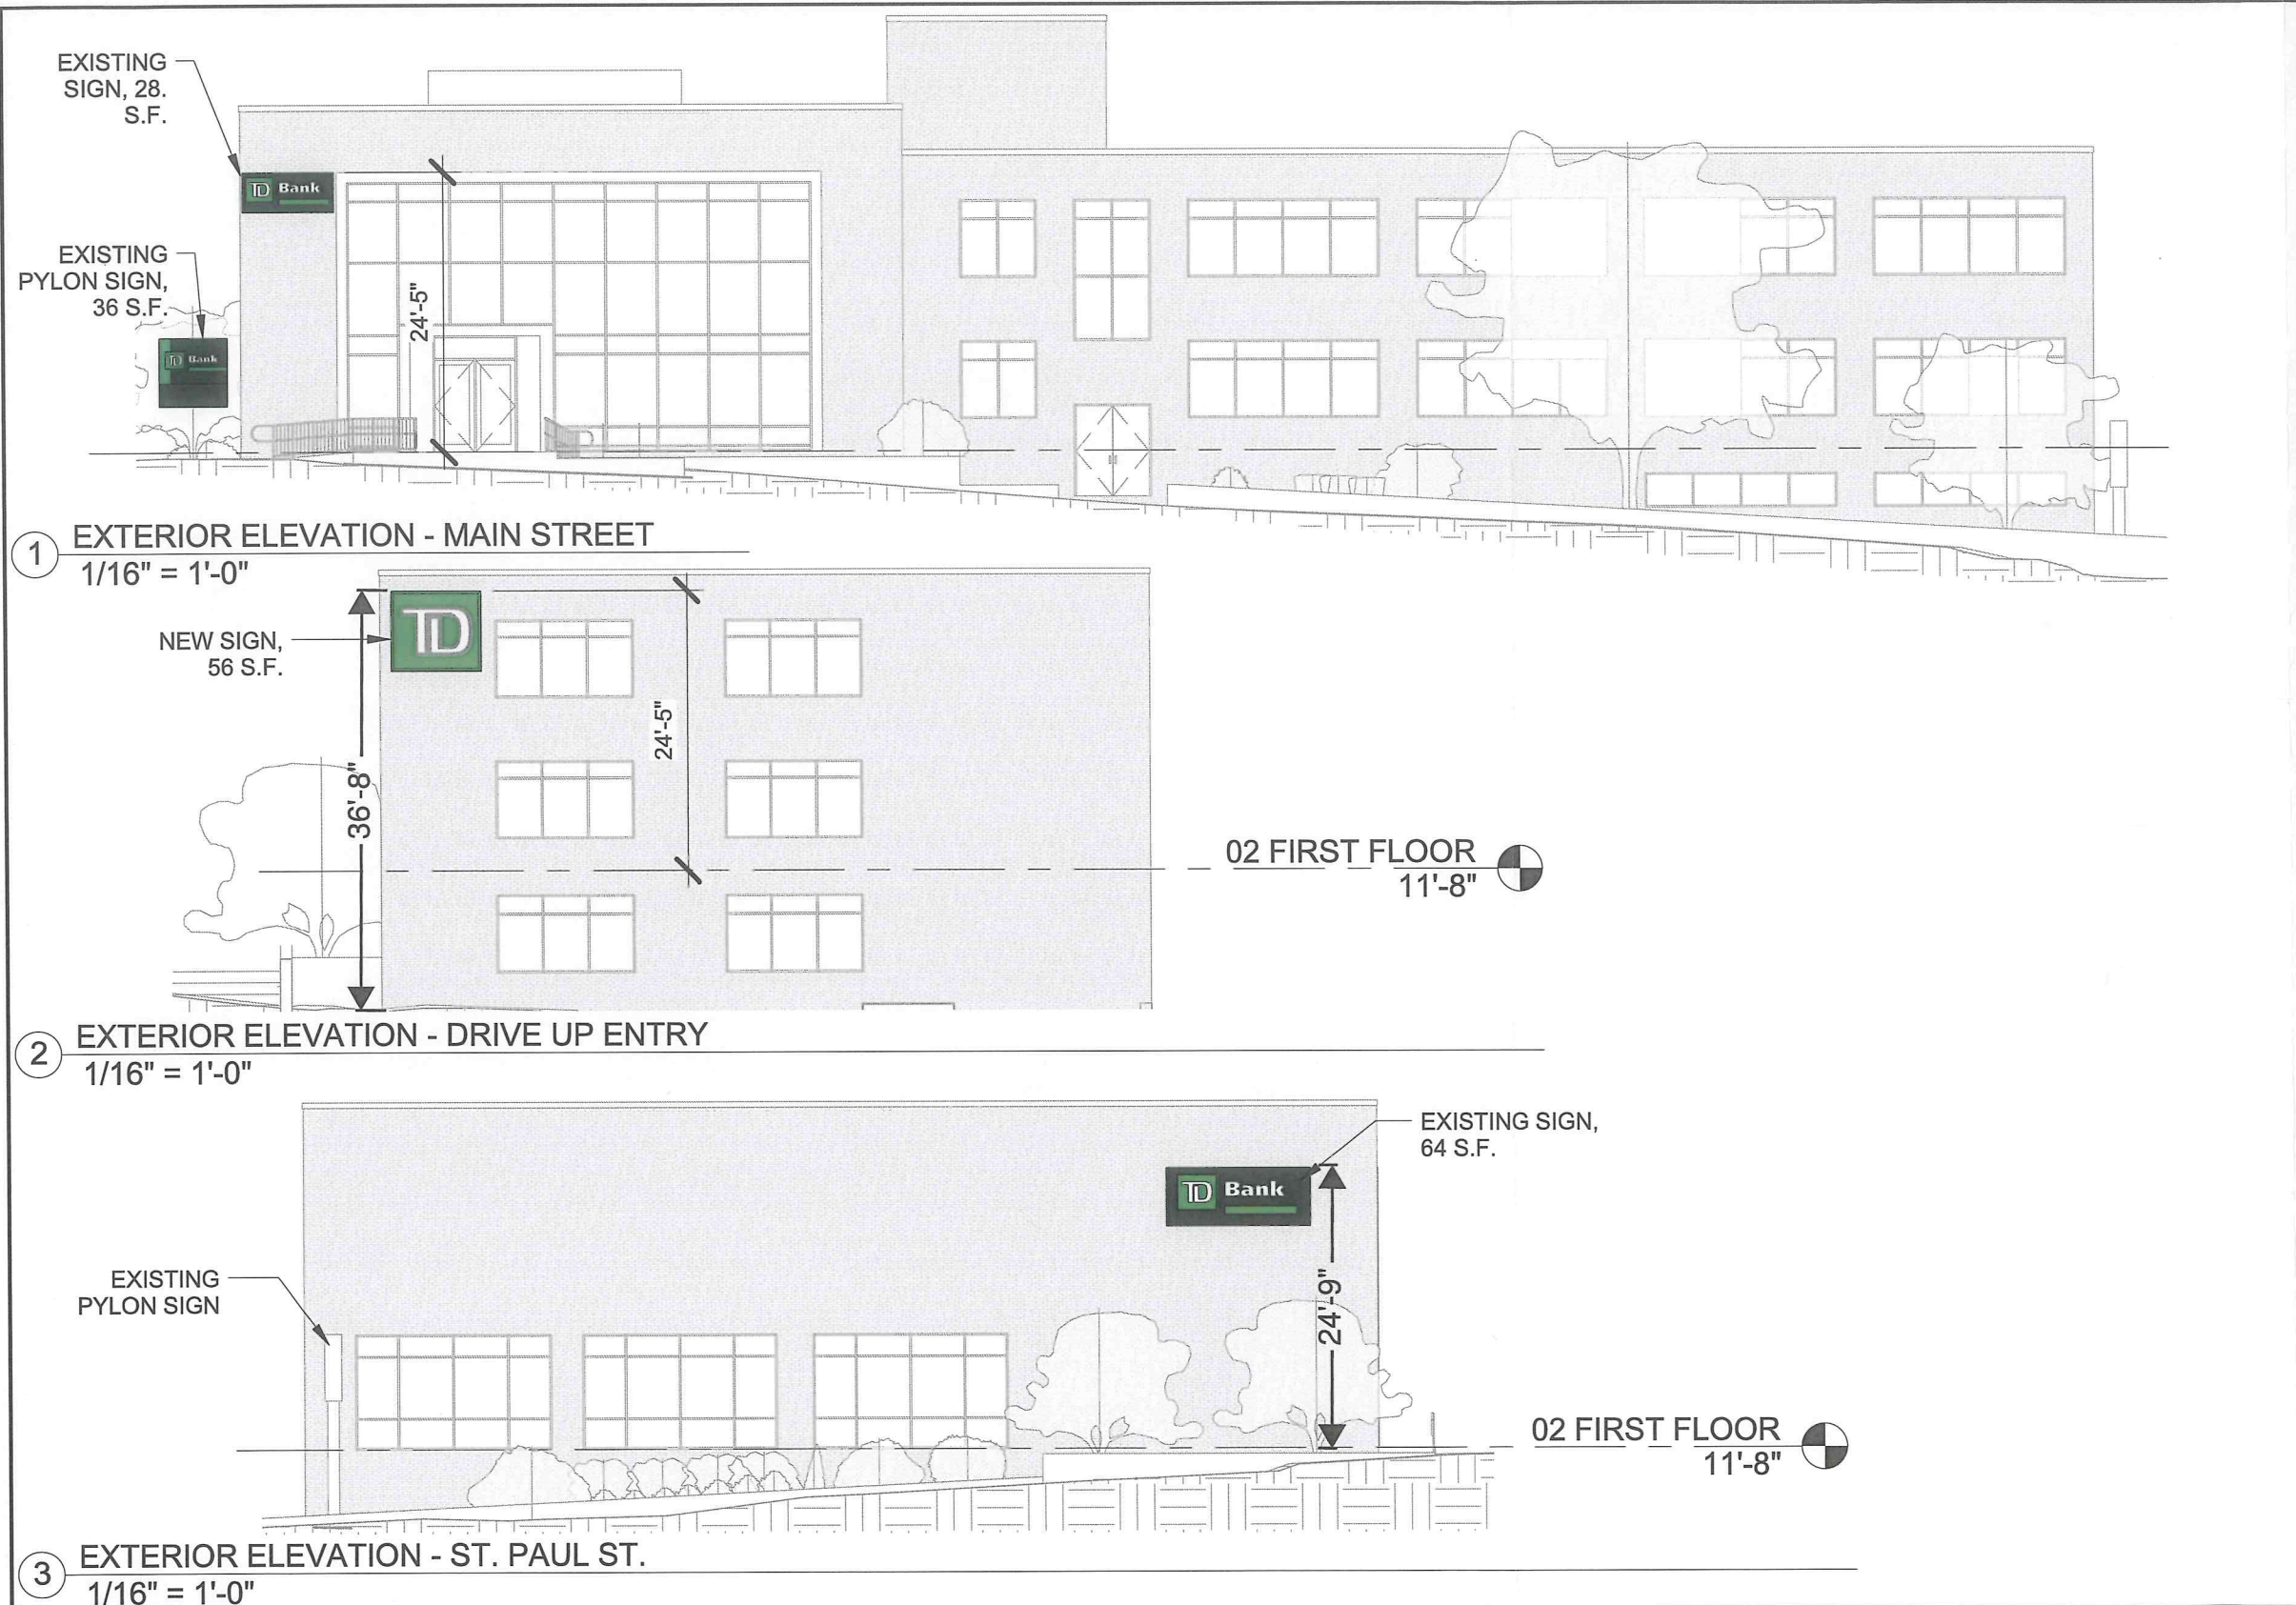 EXISTING
SIGN, 28.
S.F.
TD Bank
EXISTING
PYLON SIGN,
36 S.F.
TD Bank
24'-5"
1
EXTERIOR ELEVATION - MAIN STREET
1/16" = 1'-0"
NEW SIGN,
56 S.F.
TD
36'-8"
24'-5"
02 FIRST FLOOR
11'-8"
2
EXTERIOR ELEVATION - DRIVE UP ENTRY
1/16" = 1'-0"
EXISTING SIGN,
64 S.F.
TD Bank
EXISTING
PYLON SIGN
24'-9"
02 FIRST FLOOR
11'-8"
3
EXTERIOR ELEVATION - ST. PAUL ST.
1/16" = 1'-0"